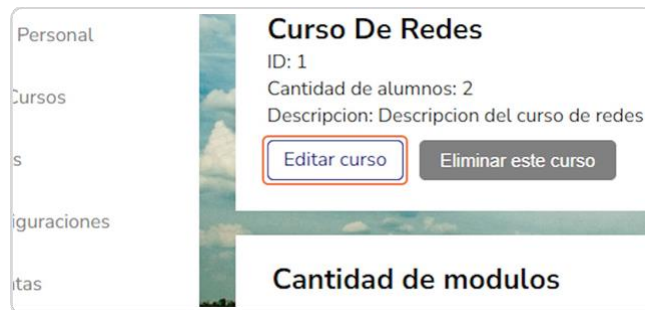 Personal
Cursos
iguraciones
Curso De Redes
ID: 1
Cantidad de alumnos: 2
Descripcion: Descripcion del curso de redes
Editar curso
Eliminar este curso
Cantidad de modulos